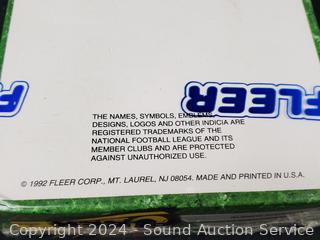 FLEER
THE NAMES, SYMBOLS, EMBLEMS,
DESIGNS, LOGOS AND OTHER INDICIA ARE
REGISTERED TRADEMARKS OF THE
NATIONAL FOOTBALL LEAGUE AND ITS
MEMBER CLUBS AND ARE PROTECTED
AGAINST UNAUTHORIZED USE.
© 1992 FLEER CORP., MT. LAUREL, NJ 08054. MADE AND PRINTED IN U.S.A.
Copyright © 2024 - Sound Auction Service